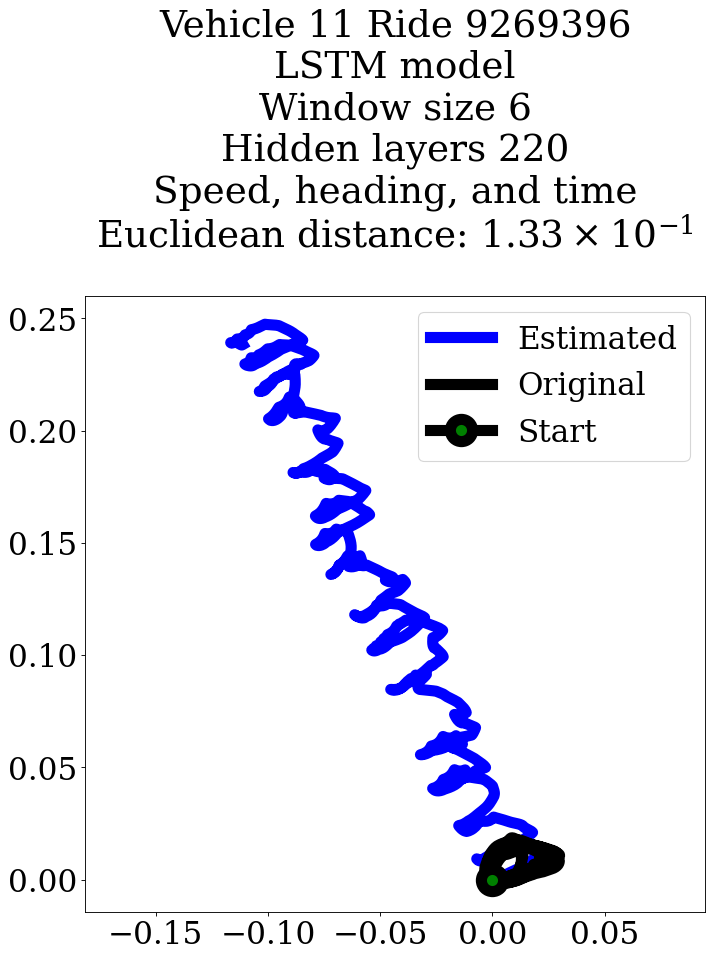 Vehicle 11 Ride 9269396
LSTM model
Window size 6
Hidden layers 220
Speed, heading, and time
Euclidean distance: 1.33 × 10⁻¹
Estimated
Original
Start
0.25
0.20
0.15
0.10
0.05
0.00
−0.15 −0.10 −0.05 0.00 0.05